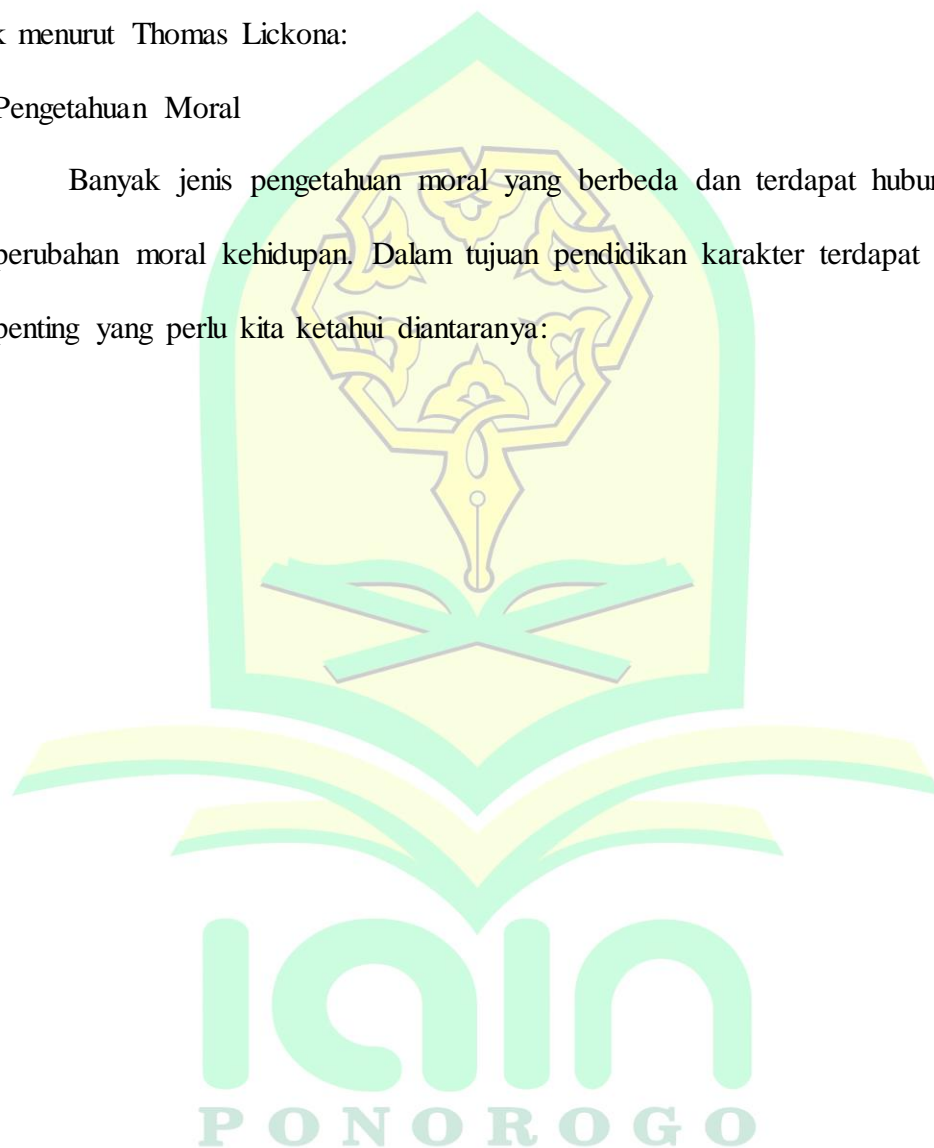 k menurut Thomas Lickona:
Pengetahuan Moral
Banyak jenis pengetahuan moral yang berbeda dan terdapat hubun
perubahan moral kehidupan. Dalam tujuan pendidikan karakter terdapat
penting yang perlu kita ketahui diantaranya:
iain
PONOROGO